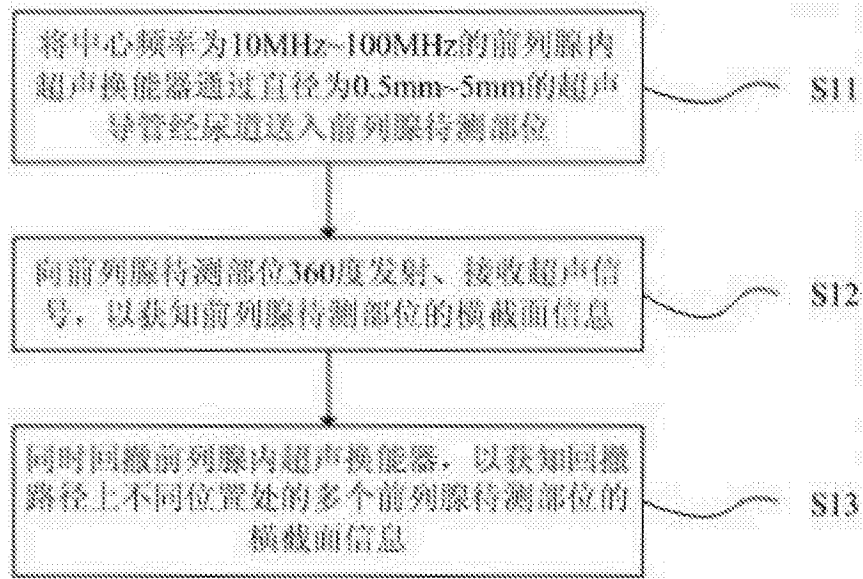 将中心频率为10MHz~100MHz的前列腺内
超声换能器通过直径为0.5mm~5mm的超声
导管经尿道送入前列腺待测部位
S11
向前列腺待测部位360度发射、接收超声信
号，以获知前列腺待测部位的横截面信息
S12
同时回撤前列腺内超声换能器，以获知回撤
路径上不同位置处的多个前列腺待测部位的
横截面信息
S13